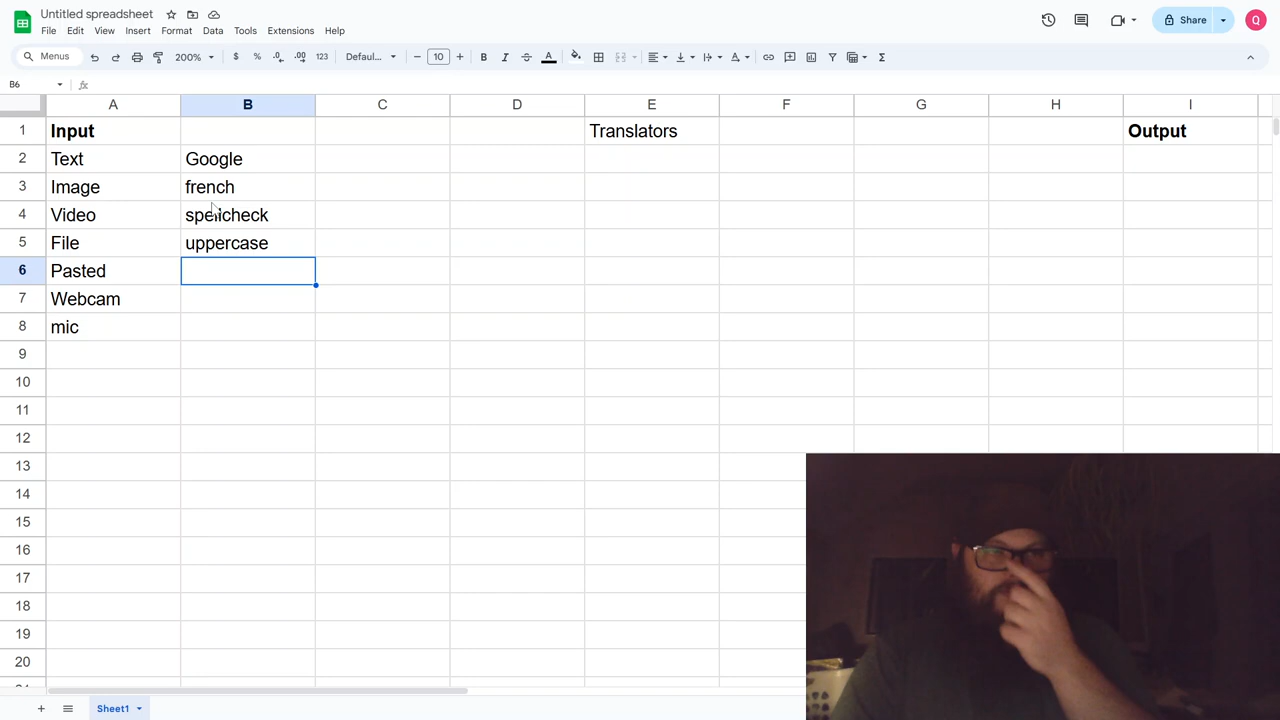 Untitled spreadsheet
File Edit View Insert Format Data Tools Extensions Help
Share
Q
Menus
200%
$ % .0 .00 123
Defaul...
10
B I A
B6
fx
A B C D E F G H I
1 Input Translators Output
2 Text Google
3 Image french
4 Video spellcheck
5 File uppercase
6 Pasted
7 Webcam
8 mic
9
10
11
12
13
14
15
16
17
18
19
20
Sheet1